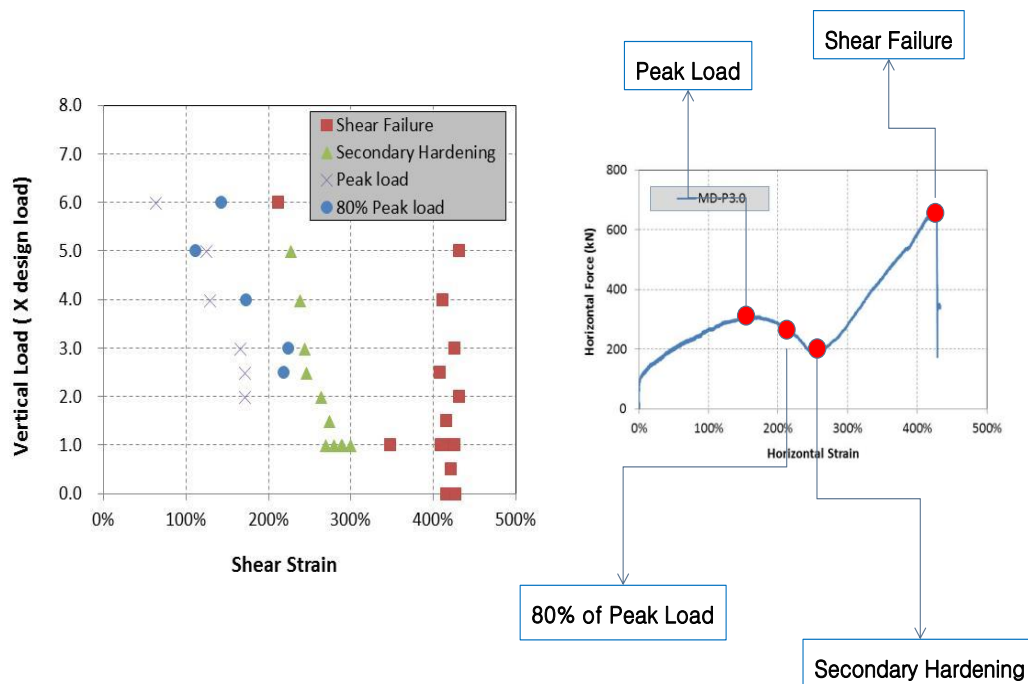 Shear Failure
Peak Load
8.0
7.0
6.0
5.0
4.0
3.0
2.0
1.0
0.0
Vertical Load ( X design load)
Shear Failure
Secondary Hardening
Peak load
80% Peak load
0%
100%
200%
300%
400%
500%
Shear Strain
800
600
400
200
0
Horizontal Force (kN)
MD-P3.0
0%
100%
200%
300%
400%
500%
Horizontal Strain
80% of Peak Load
Secondary Hardening